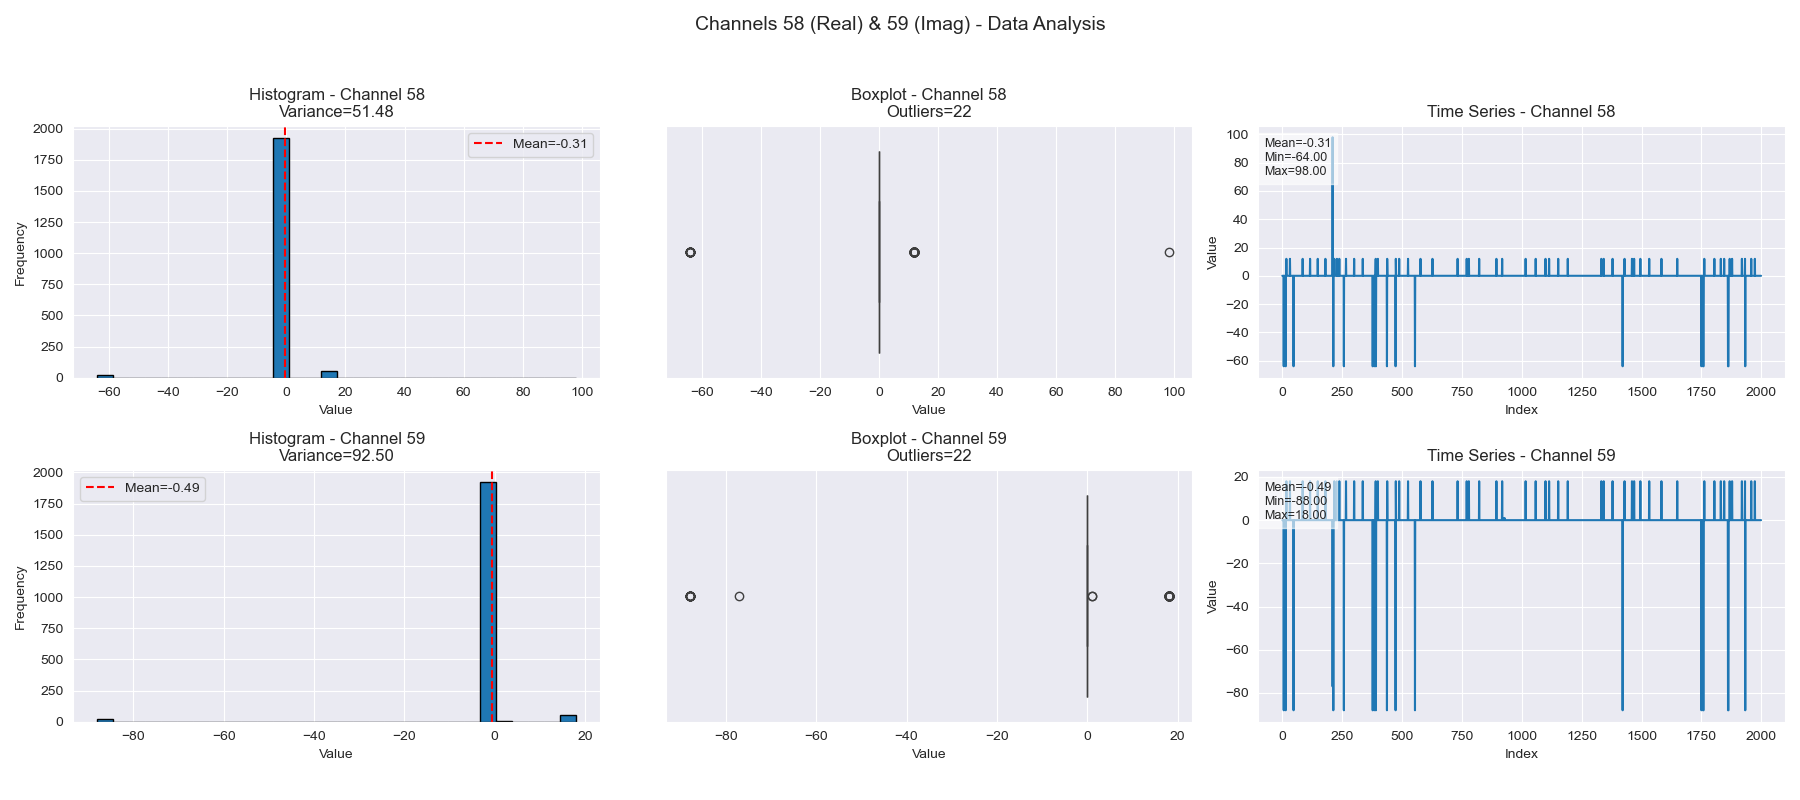 Channels 58 (Real) & 59 (Imag) - Data Analysis
Histogram - Channel 58
Variance=51.48
Mean=-0.31
2000
1750
1500
1250
1000
750
500
250
0
Frequency
−60 −40 −20 0 20 40 60 80 100
Value
Boxplot - Channel 58
Outliers=22
−60 −40 −20 0 20 40 60 80 100
Value
Time Series - Channel 58
Mean=-0.31
Min=-64.00
Max=98.00
100
80
60
40
20
0
−20
−40
−60
Value
0 250 500 750 1000 1250 1500 1750 2000
Index
Histogram - Channel 59
Variance=92.50
Mean=-0.49
2000
1750
1500
1250
1000
750
500
250
0
Frequency
−80 −60 −40 −20 0 20
Value
Boxplot - Channel 59
Outliers=22
−80 −60 −40 −20 0 20
Value
Time Series - Channel 59
Mean=-0.49
Min=-88.00
Max=18.00
20
0
−20
−40
−60
−80
Value
0 250 500 750 1000 1250 1500 1750 2000
Index